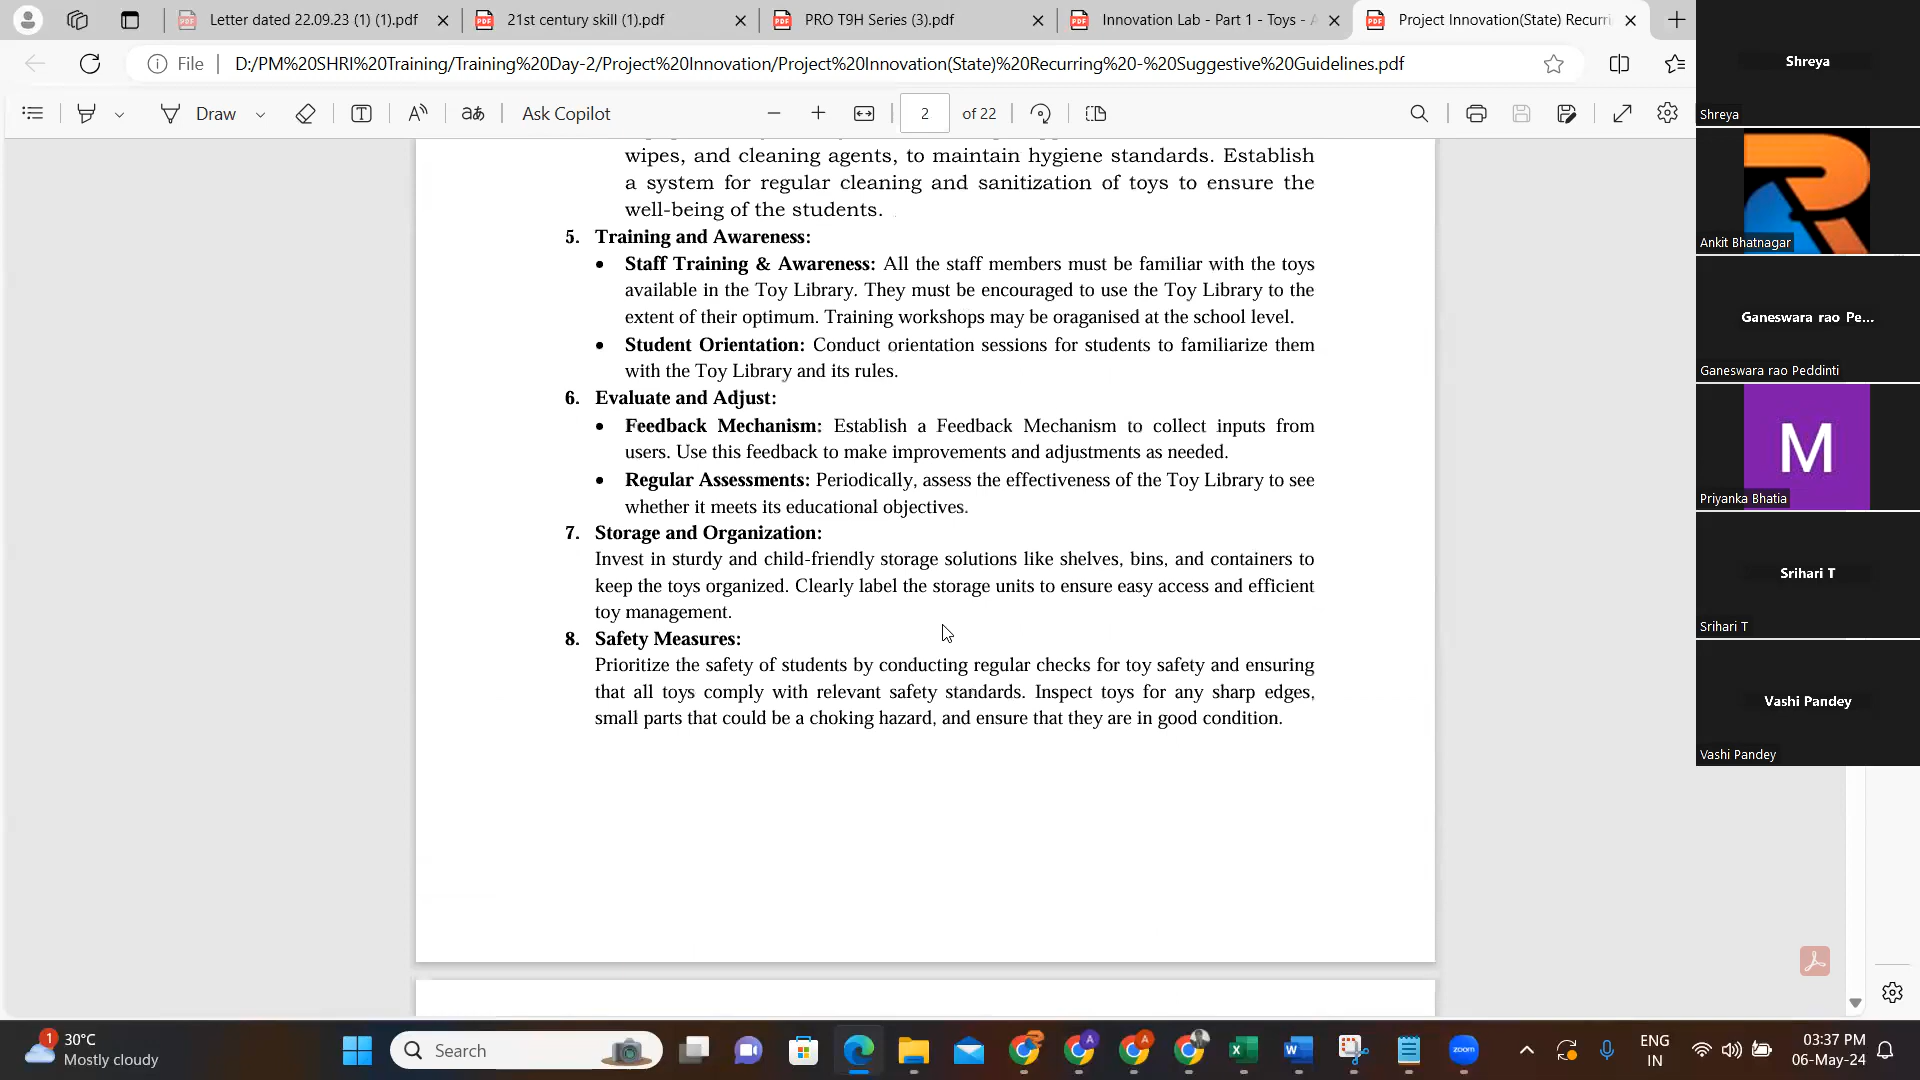 Letter dated 22.09.23 (1) (1).pdf
21st century skill (1).pdf
PRO T9H Series (3).pdf
Innovation Lab - Part 1 - Toys -
Project Innovation(State) Recurri
File
D:/PM%20SHRI%20Training/Training%20Day-2/Project%20Innovation/Project%20Innovation(State)%20Recurring%20-%20Suggestive%20Guidelines.pdf
Draw
Ask Copilot
2
of 22
wipes, and cleaning agents, to maintain hygiene standards. Establish
a system for regular cleaning and sanitization of toys to ensure the
well-being of the students.
5. Training and Awareness:
• Staff Training & Awareness: All the staff members must be familiar with the toys
available in the Toy Library. They must be encouraged to use the Toy Library to the
extent of their optimum. Training workshops may be oraganised at the school level.
• Student Orientation: Conduct orientation sessions for students to familiarize them
with the Toy Library and its rules.
6. Evaluate and Adjust:
• Feedback Mechanism: Establish a Feedback Mechanism to collect inputs from
users. Use this feedback to make improvements and adjustments as needed.
• Regular Assessments: Periodically, assess the effectiveness of the Toy Library to see
whether it meets its educational objectives.
7. Storage and Organization:
Invest in sturdy and child-friendly storage solutions like shelves, bins, and containers to
keep the toys organized. Clearly label the storage units to ensure easy access and efficient
toy management.
8. Safety Measures:
Prioritize the safety of students by conducting regular checks for toy safety and ensuring
that all toys comply with relevant safety standards. Inspect toys for any sharp edges,
small parts that could be a choking hazard, and ensure that they are in good condition.
Shreya
Shreya
Ankit Bhatnagar
Ganeswara rao Pe...
Ganeswara rao Peddinti
M
Priyanka Bhatia
Srihari T
Srihari T
Vashi Pandey
Vashi Pandey
1
30°C
Mostly cloudy
Search
zoom
ENG
IN
03:37 PM
06-May-24